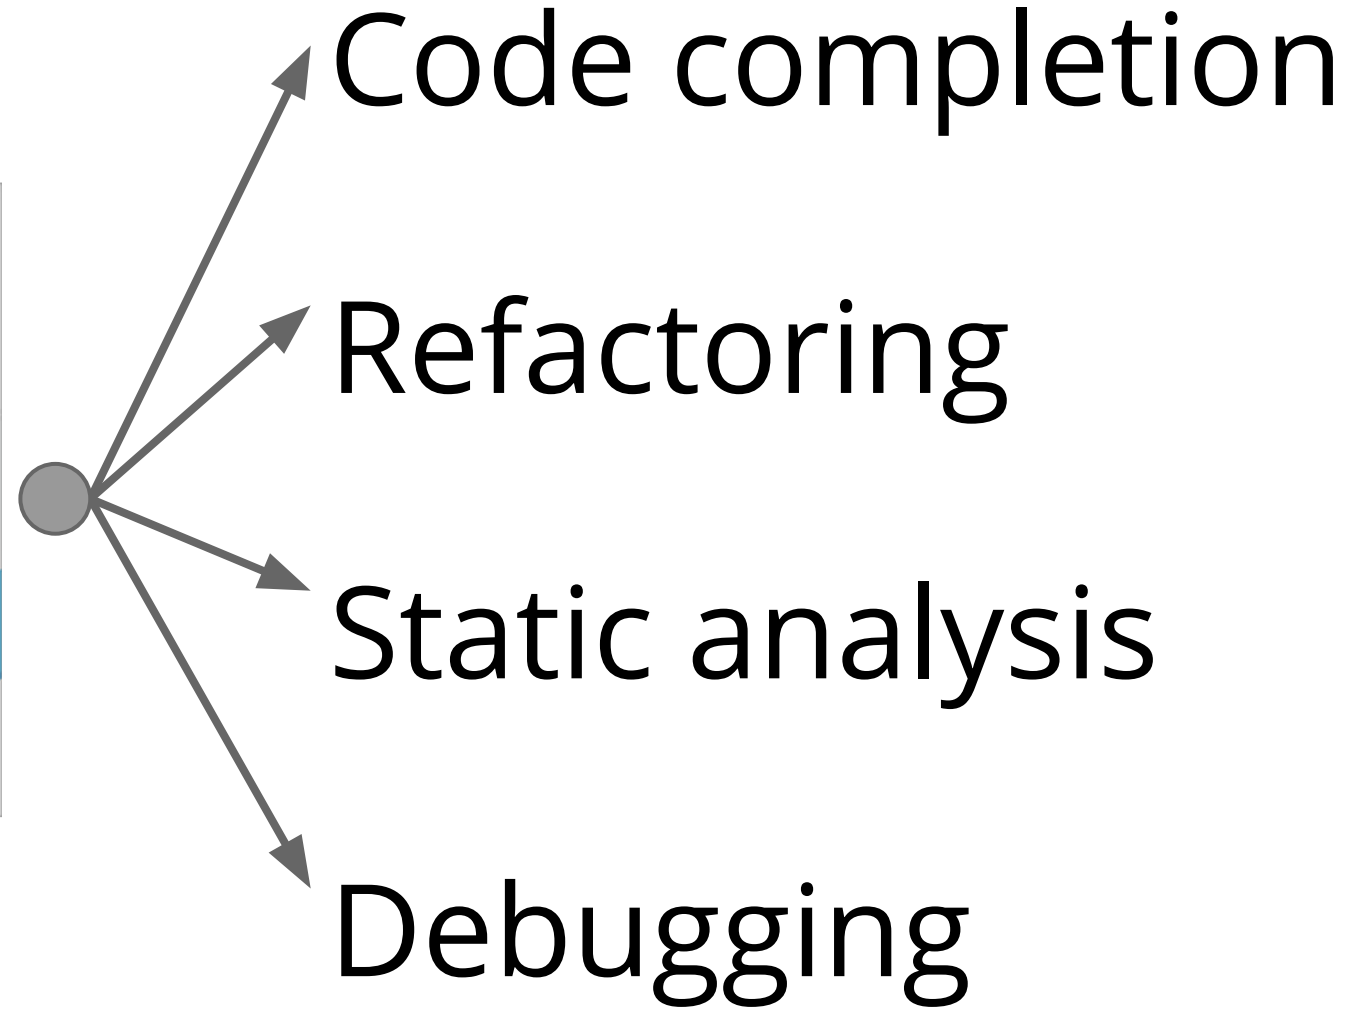 Code completion
Refactoring
Static analysis
Debugging